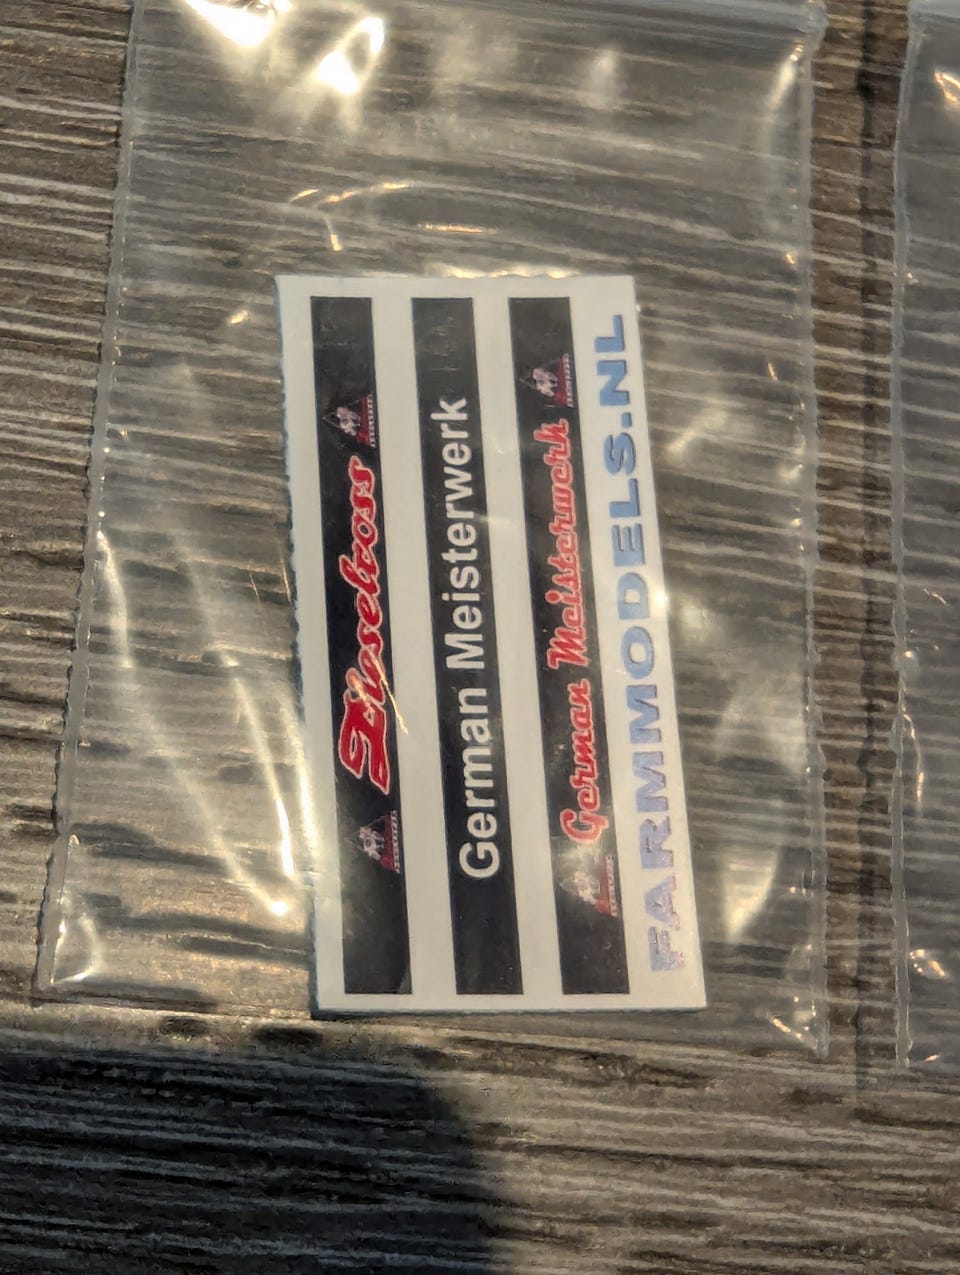 Dieselross
German Meisterwerk
German Meisterwerk
FARMMODELS.NL